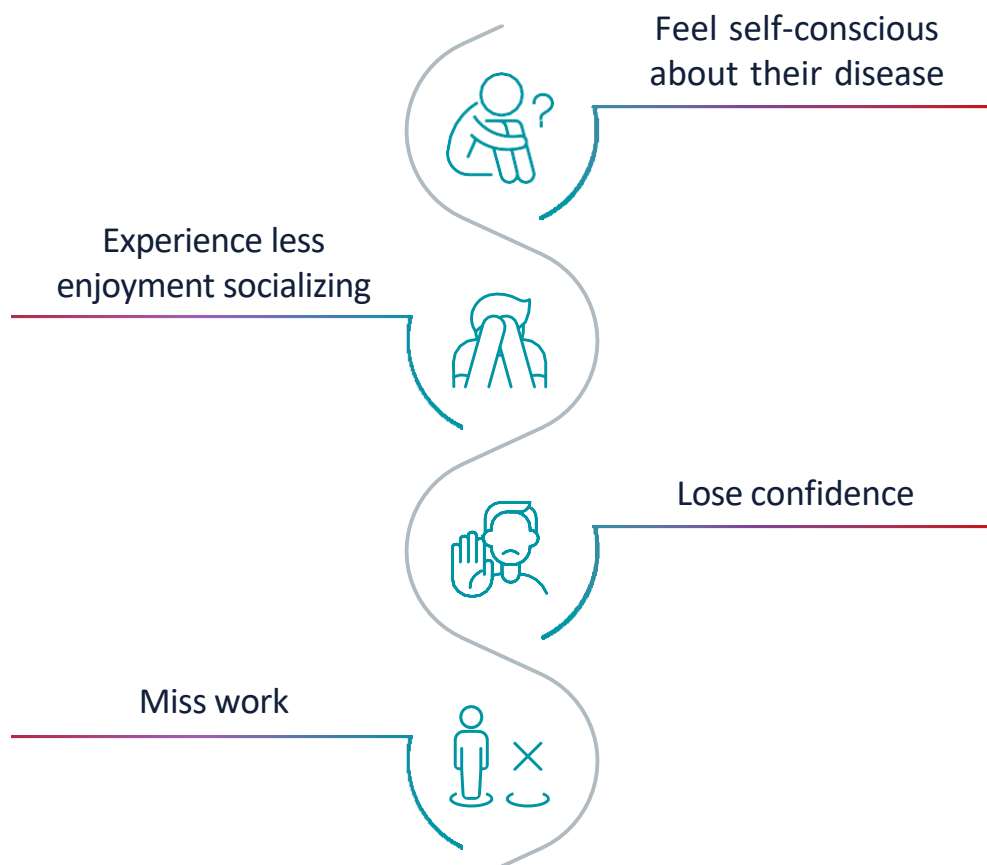 Feel self-conscious
about their disease
Experience less
enjoyment socializing
Lose confidence
Miss work